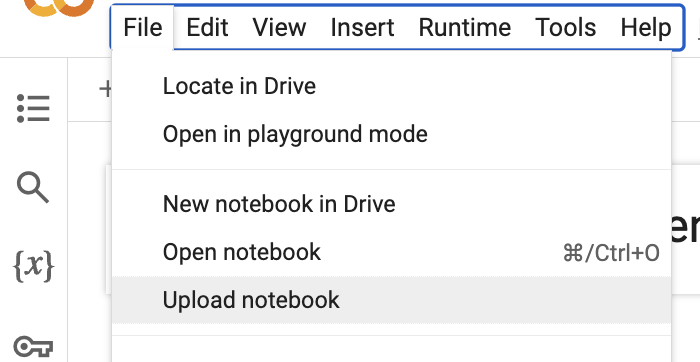 File Edit View Insert Runtime Tools Help
Locate in Drive
Open in playground mode
New notebook in Drive
Open notebook ⌘/Ctrl+O
Upload notebook
{x}